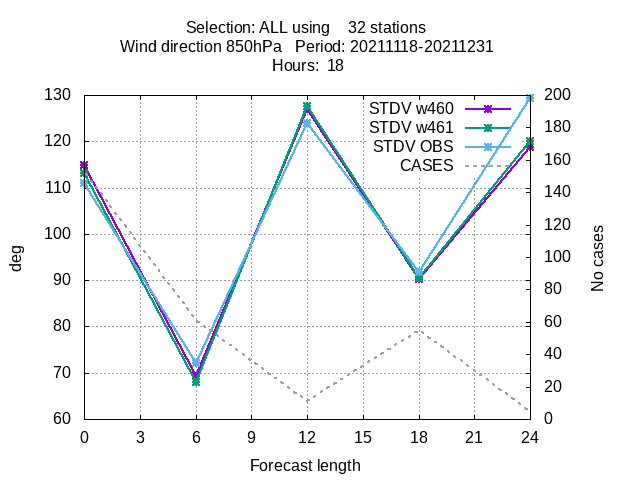 Selection: ALL using    32 stations
Wind direction 850hPa   Period: 20211118-20211231
Hours:  18
130
120
110
100
90
80
70
60
200
180
160
140
120
100
80
60
40
20
0
STDV w460
STDV w461
STDV OBS
CASES
deg
No cases
0 3 6 9 12 15 18 21 24
Forecast length